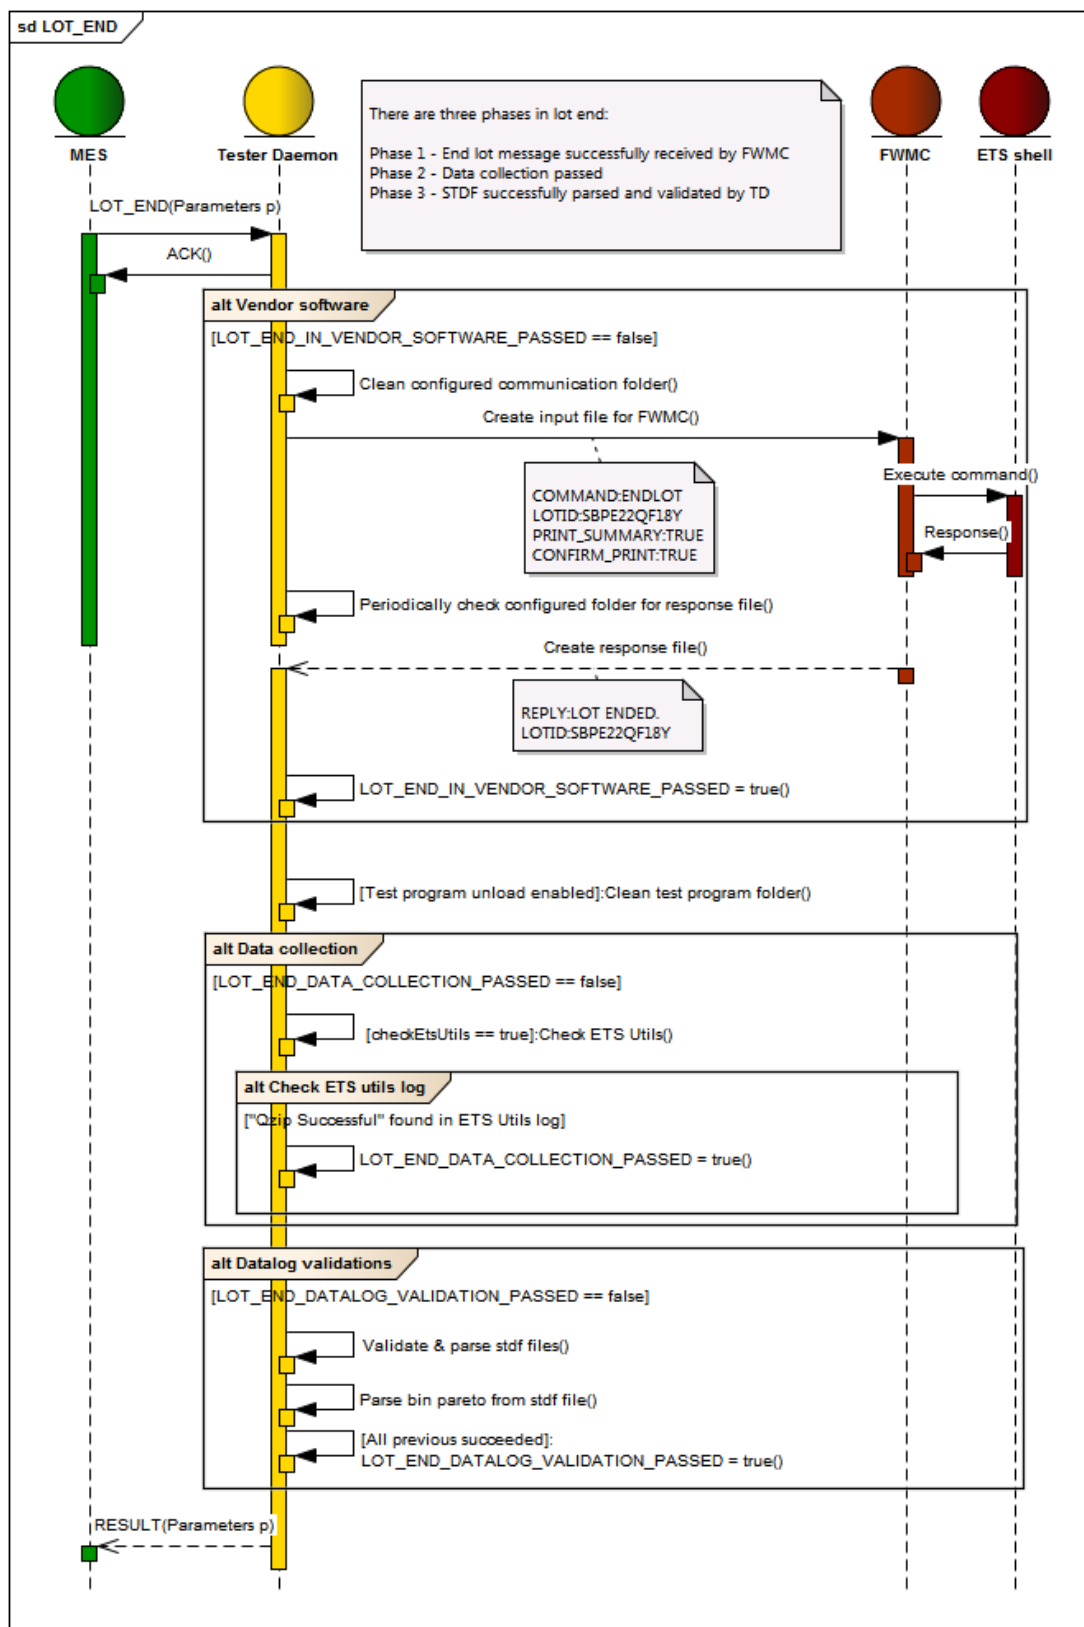 sd LOT_END
MES
Tester Daemon
FWMC
ETS shell
There are three phases in lot end:
Phase 1 - End lot message successfully received by FWMC
Phase 2 - Data collection passed
Phase 3 - STDF successfully parsed and validated by TD
LOT_END(Parameters p)
ACK()
alt Vendor software
[LOT_END_IN_VENDOR_SOFTWARE_PASSED == false]
Clean configured communication folder()
Create input file for FWMC()
COMMAND:ENDLOT
LOTID:SBPE22QF18Y
PRINT_SUMMARY:TRUE
CONFIRM_PRINT:TRUE
Execute command()
Response()
Periodically check configured folder for response file()
Create response file()
REPLY:LOT ENDED.
LOTID:SBPE22QF18Y
LOT_END_IN_VENDOR_SOFTWARE_PASSED = true()
[Test program unload enabled]:Clean test program folder()
alt Data collection
[LOT_END_DATA_COLLECTION_PASSED == false]
[checkEtsUtils == true]:Check ETS Utils()
alt Check ETS utils log
["Qzip Successful" found in ETS Utils log]
LOT_END_DATA_COLLECTION_PASSED = true()
alt Datalog validations
[LOT_END_DATALOG_VALIDATION_PASSED == false]
Validate & parse stdf files()
Parse bin pareto from stdf file()
[All previous succeeded]:
LOT_END_DATALOG_VALIDATION_PASSED = true()
RESULT(Parameters p)